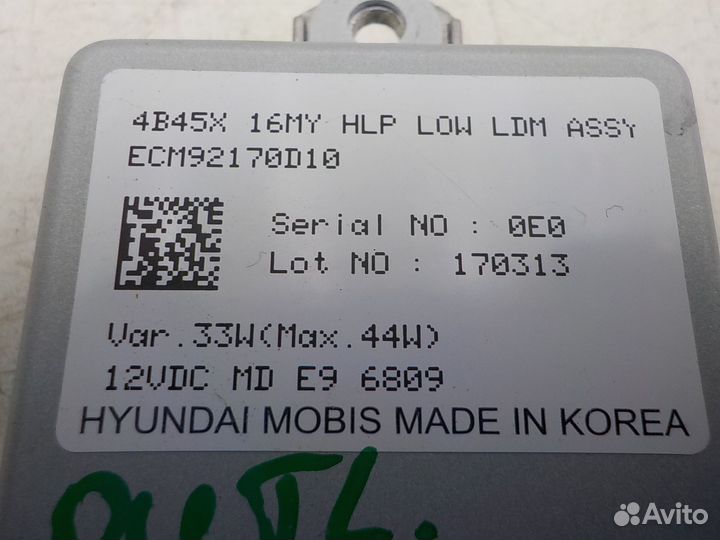 4B45X 16MY HLP LOW LDM ASSY
ECM92170D10
Serial NO : 0E0
Lot NO : 170313
Var.33W(Max.44W)
12VDC MD E9 6809
HYUNDAI MOBIS MADE IN KOREA
Avito